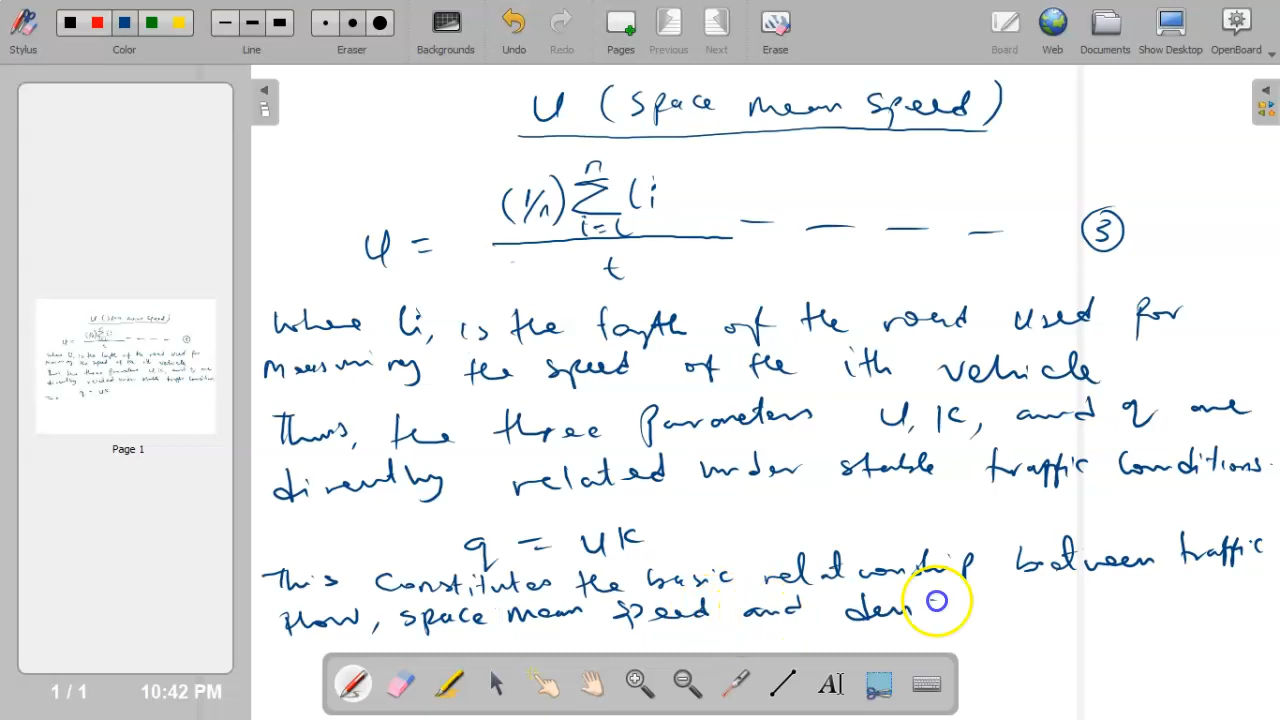 Stylus Color Line Eraser Backgrounds Undo Redo Pages Previous Next Erase Board Web Documents Show Desktop OpenBoard
U (Space mean Speed)
U = (1/n) Σ n i=1 li / t - - - - ③
Where li, is the length of the road used for
measuring the speed of the ith vehicle
Thus, the three parameters U, K, and q are
directly related under stable traffic conditions.
q = UK
This constitutes the basic relationship between traffic
flow, space mean speed and den
Page 1
1 / 1 10:42 PM